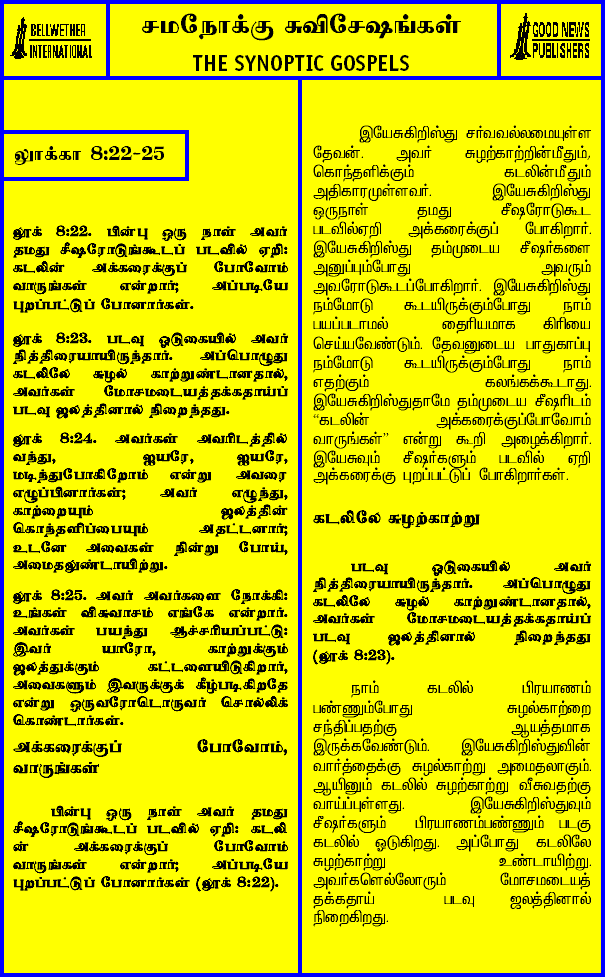 BELLWETHER
INTERNATIONAL
சமநோக்கு சுவிசேஷங்கள்
THE SYNOPTIC GOSPELS
GOOD NEWS
PUBLISHERS
லூக்கா 8:22-25
லூக் 8:22. பின்பு ஒரு நாள் அவர்
தமது சீஷரோடுங்கூடப் படவில் ஏறி:
கடலின் அக்கரைக்குப் போவோம்
வாருங்கள் என்றார்; அப்படியே
புறப்பட்டுப் போனார்கள்.
லூக் 8:23. படவு ஓடுகையில் அவர்
நித்திரையாயிருந்தார். அப்பொழுது
கடலிலே சுழல் காற்றுண்டானதால்,
அவர்கள் மோசமடையத்தக்கதாய்ப்
படவு ஜலத்தினால் நிறைந்தது.
லூக் 8:24. அவர்கள் அவரிடத்தில்
வந்து, ஐயரே, ஐயரே,
மடிந்துபோகிறோம் என்று அவரை
எழுப்பினார்கள்; அவர் எழுந்து,
காற்றையும் ஜலத்தின்
கொந்தளிப்பையும் அதட்டினார்;
உடனே அவைகள் நின்று போய்,
அமைதலுண்டாயிற்று.
லூக் 8:25. அவர் அவர்களை நோக்கி:
உங்கள் விசுவாசம் எங்கே என்றார்.
அவர்கள் பயந்து ஆச்சரியப்பட்டு:
இவர் யாரோ, காற்றுக்கும்
ஜலத்துக்கும் கட்டளையிடுகிறார்,
அவைகளும் இவருக்குக் கீழ்படிகிறதே
என்று ஒருவரோடொருவர் சொல்லிக்
கொண்டார்கள்.
அக்கரைக்குப் போவோம்,
வாருங்கள்
பின்பு ஒரு நாள் அவர் தமது
சீஷரோடுங்கூடப் படவில் ஏறி: கடலி
ன் அக்கரைக்குப் போவோம்
வாருங்கள் என்றார்; அப்படியே
புறப்பட்டுப் போனார்கள் (லூக் 8:22).
இயேசுகிறிஸ்து சர்வவல்லமையுள்ள
தேவன். அவர் சுழற்காற்றின்மீதும்,
கொந்தளிக்கும் கடலின்மீதும்
அதிகாரமுள்ளவர். இயேசுகிறிஸ்து
ஒருநாள் தமது சீஷரோடுகூட
படவில்ஏறி அக்கரைக்குப் போகிறார்.
இயேசுகிறிஸ்து தம்முடைய சீஷர்களை
அனுப்பும்போது அவரும்
அவரோடுகூடப்போகிறார். இயேசுகிறிஸ்து
நம்மோடு கூடயிருக்கும்போது நாம்
பயப்படாமல் தைரியமாக கிரியை
செய்யவேண்டும். தேவனுடைய பாதுகாப்பு
நம்மோடு கூடயிருக்கும்போது நாம்
எதற்கும் கலங்கக்கூடாது.
இயேசுகிறிஸ்துதாமே தம்முடைய சீஷரிடம்
“கடலின் அக்கரைக்குப்போவோம்
வாருங்கள்” என்று கூறி அழைக்கிறார்.
இயேசுவும் சீஷர்களும் படவில் ஏறி
அக்கரைக்கு புறப்பட்டுப் போகிறார்கள்.
கடலிலே சுழற்காற்று
படவு ஓடுகையில் அவர்
நித்திரையாயிருந்தார். அப்பொழுது
கடலிலே சுழல் காற்றுண்டானதால்,
அவர்கள் மோசமடையத்தக்கதாய்ப்
படவு ஜலத்தினால் நிறைந்தது
(லூக் 8:23).
நாம் கடலில் பிரயாணம்
பண்ணும்போது சுழல்காற்றை
சந்திப்பதற்கு ஆயத்தமாக
இருக்கவேண்டும். இயேசுகிறிஸ்துவின்
வார்த்தைக்கு சுழல்காற்று அமைதலாகும்.
ஆயினும் கடலில் சுழற்காற்று வீசுவதற்கு
வாய்ப்புள்ளது. இயேசுகிறிஸ்துவும்
சீஷர்களும் பிரயாணம்பண்ணும் படகு
கடலில் ஓடுகிறது. அப்போது கடலிலே
சுழற்காற்று உண்டாயிற்று.
அவர்களெல்லோரும் மோசமடையத்
தக்கதாய் படவு ஜலத்தினால்
நிறைகிறது.